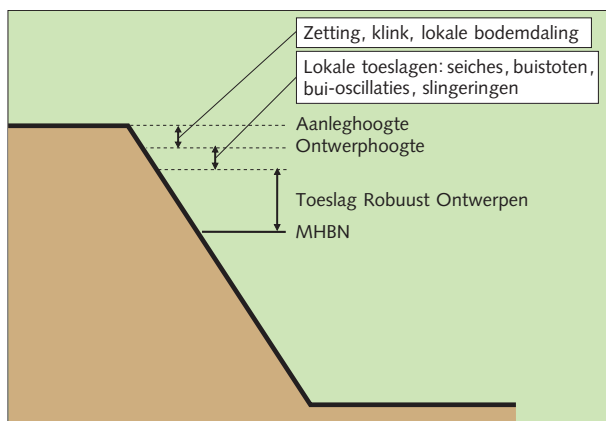 Zetting, klink, lokale bodemdaling
Lokale toeslagen: seiches, buistoten,
bui-oscillaties, slingeringen
Aanleghoogte
Ontwerphoogte
Toeslag Robuust Ontwerpen
MHBN